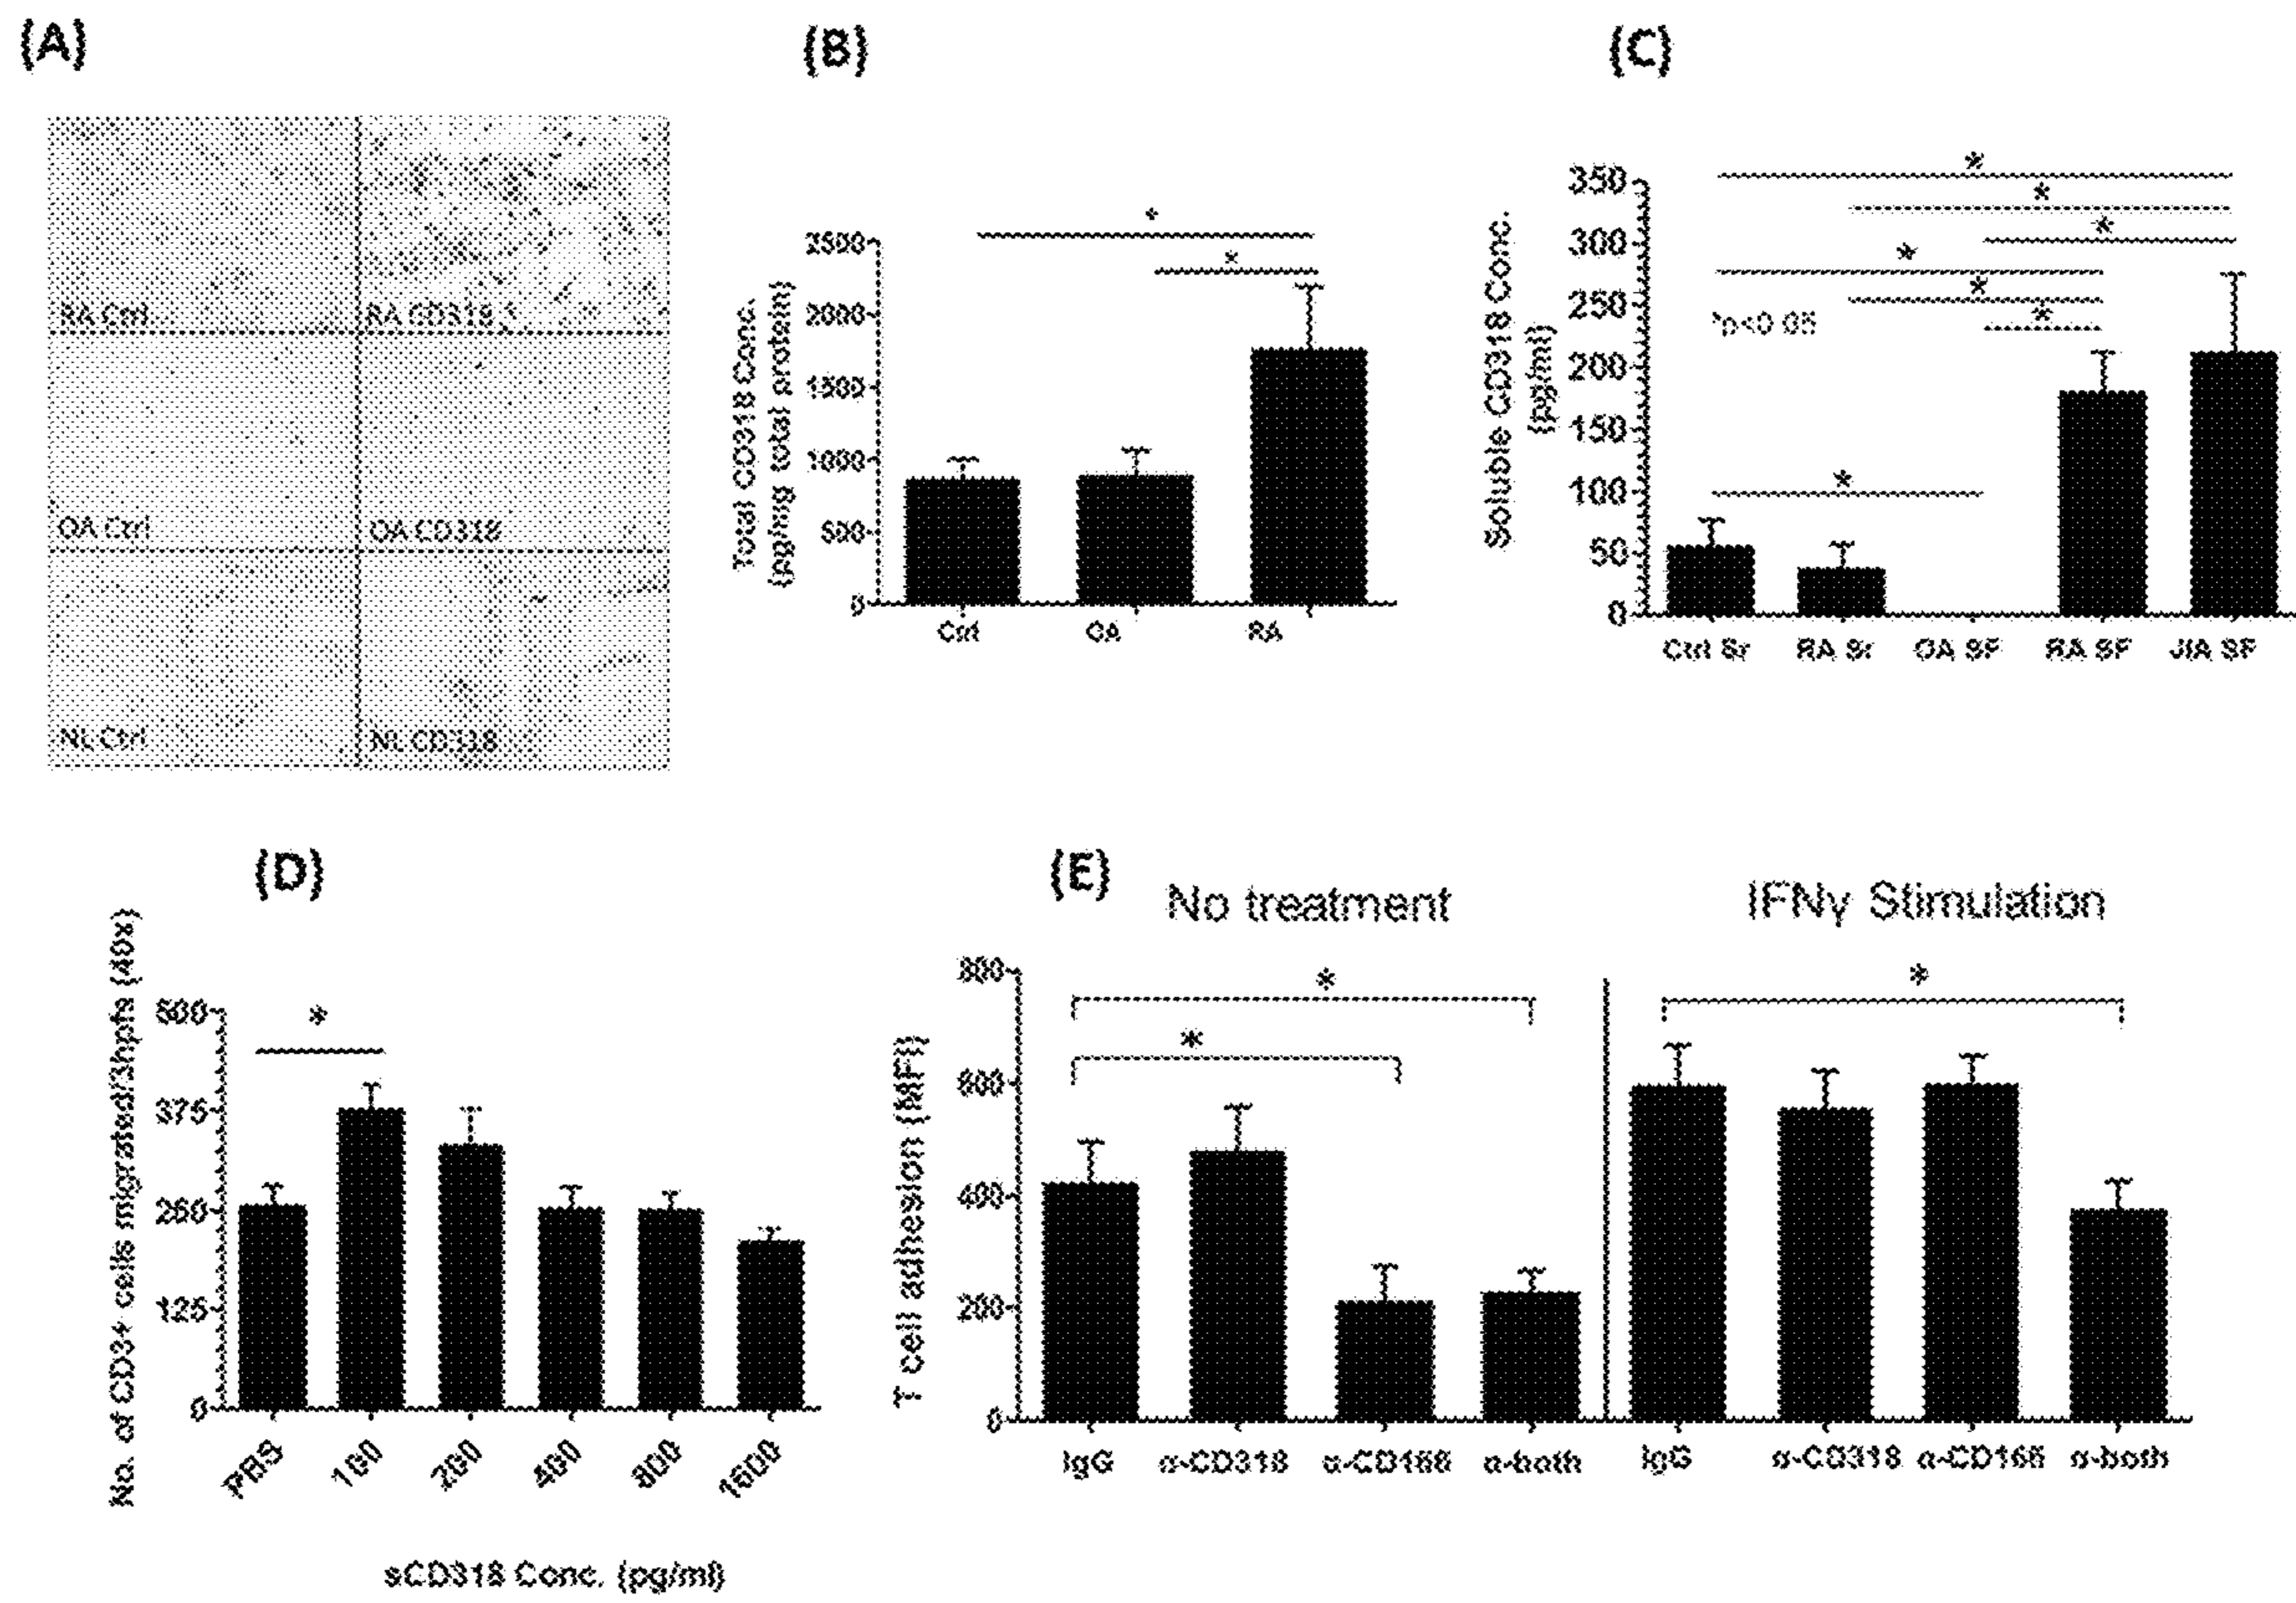 (A)
RA Ctrl
RA CD318
OA Ctrl
OA CD318
NL Ctrl
NL CD318
(B)
Total CD318 Conc.
(pg/mg total protein)
2500
2000
1500
1000
500
0
*
*
Ctrl
OA
RA
(C)
Soluble CD318 Conc.
(pg/ml)
350
300
250
200
150
100
50
0
*
*
*
*
*
*
*p<0.05
*
Ctrl Sr
RA Sr
OA SF
RA SF
JIA SF
(D)
No. of CD3+ cells migrated/3hpfs (40x)
500
375
250
125
0
*
PBS
100
200
400
800
1600
sCD318 Conc. (pg/ml)
(E)
No treatment
IFNγ Stimulation
T cell adhesion (MFI)
800
600
400
200
0
*
*
*
IgG
α-CD318
α-CD166
α-both
IgG
α-CD318
α-CD166
α-both